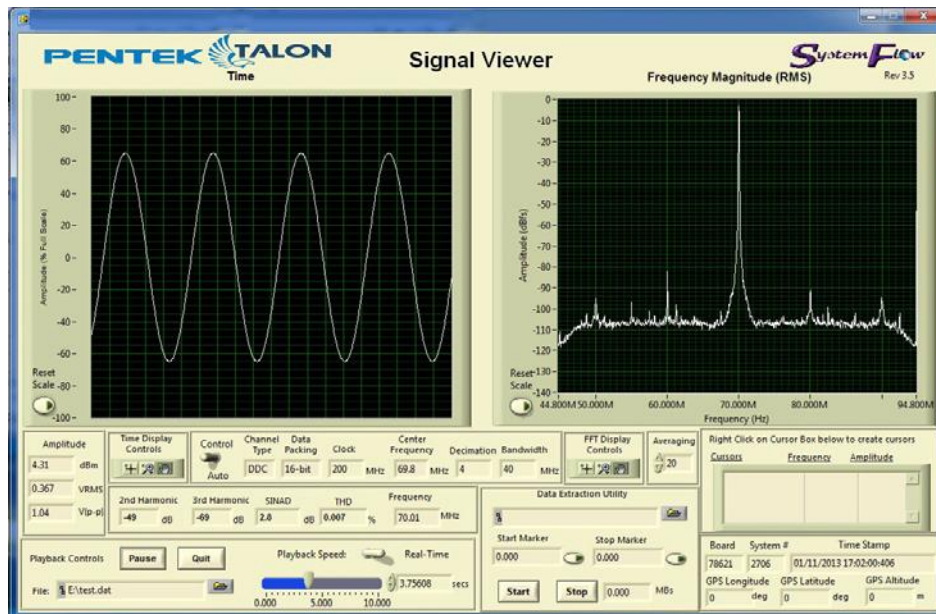 PENTEK TALON
Signal Viewer
SystemFlow
Rev 3.5
Time
Frequency Magnitude (RMS)
Amplitude (% Full Scale)
100
80
60
40
20
0
-20
-40
-60
-80
-100
Reset
Scale
Amplitude (dBfs)
0
-10
-20
-30
-40
-50
-60
-70
-80
-90
-100
-110
-120
-130
-140
Reset
Scale
44.800M 50.000M 60.000M 70.000M 80.000M 94.800M
Frequency (Hz)
Amplitude
4.31 dBm
0.367 VRMS
1.04 V(p-p)
Time Display
Controls
Control
Auto
Channel
Type
DDC
Data
Packing
16-bit
Clock
200 MHz
Center
Frequency
69.8 MHz
Decimation
4
Bandwidth
40 MHz
FFT Display
Controls
Averaging
20
Right Click on Cursor Box below to create cursors
Cursors Frequency Amplitude
2nd Harmonic
-49 dB
3rd Harmonic
-69 dB
SINAD
2.0 dB
THD
0.007 %
Frequency
70.01 MHz
Data Extraction Utility
Start Marker
0.000
Stop Marker
0.000
Start Stop 0.000 MBs
Playback Controls Pause Quit
File: E:\test.dat
Playback Speed: Real-Time
0.000 5.000 10.000
3.75608 secs
Board System # Time Stamp
78621 2706 01/11/2013 17:02:00:406
GPS Longitude GPS Latitude GPS Altitude
0 deg 0 deg 0 m